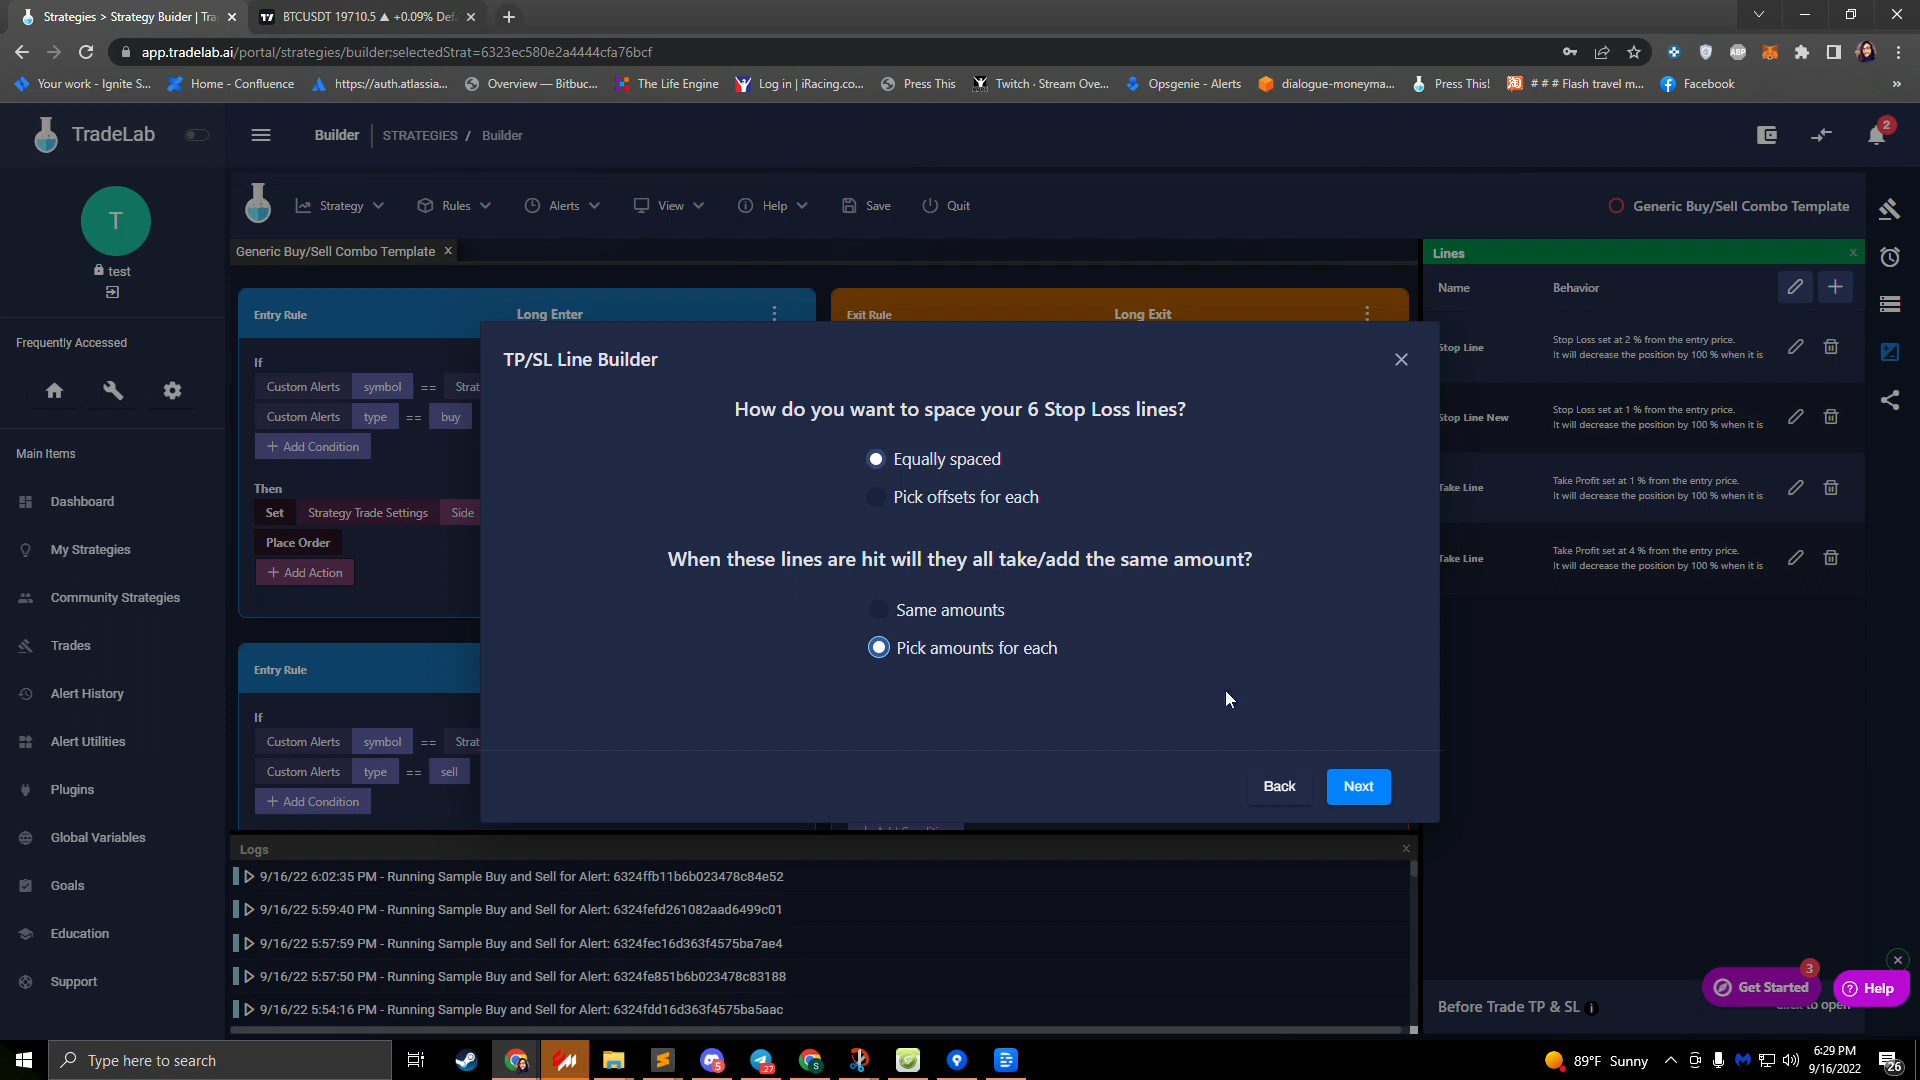 Strategies > Strategy Buider | Tra
BTCUSDT 19710.5 ▲ +0.09% Def
app.tradelab.ai/portal/strategies/builder;selectedStrat=6323ec580e2a4444cfa76bcf
Your work - Ignite S...
Home - Confluence
https://auth.atlassia...
Overview — Bitbuc...
The Life Engine
Log in | iRacing.co...
Press This
Twitch - Stream Ove...
Opsgenie - Alerts
dialogue-moneyma...
Press This!
# # # Flash travel m...
Facebook
»
TradeLab
Builder
STRATEGIES / Builder
2
T
test
Strategy
Rules
Alerts
View
Help
Save
Quit
Generic Buy/Sell Combo Template
Generic Buy/Sell Combo Template
Frequently Accessed
Main Items
Dashboard
My Strategies
Community Strategies
Trades
Alert History
Alert Utilities
Plugins
Global Variables
Goals
Education
Support
Entry Rule
Long Enter
If
Custom Alerts symbol == Strat
Custom Alerts type == buy
+ Add Condition
Then
Set Strategy Trade Settings Side
Place Order
+ Add Action
Entry Rule
If
Custom Alerts symbol == Strat
Custom Alerts type == sell
+ Add Condition
Exit Rule
Long Exit
TP/SL Line Builder
How do you want to space your 6 Stop Loss lines?
Equally spaced
Pick offsets for each
When these lines are hit will they all take/add the same amount?
Same amounts
Pick amounts for each
Back
Next
Lines
Name
Behavior
Stop Line
Stop Loss set at 2 % from the entry price.
It will decrease the position by 100 % when it is
Stop Line New
Stop Loss set at 1 % from the entry price.
It will decrease the position by 100 % when it is
Take Line
Take Profit set at 1 % from the entry price.
It will decrease the position by 100 % when it is
Take Line
Take Profit set at 4 % from the entry price.
It will decrease the position by 100 % when it is
Before Trade TP & SL
Click to open
3
Get Started
Help
Logs
9/16/22 6:02:35 PM - Running Sample Buy and Sell for Alert: 6324ffb11b6b023478c84e52
9/16/22 5:59:40 PM - Running Sample Buy and Sell for Alert: 6324fefd261082aad6499c01
9/16/22 5:57:59 PM - Running Sample Buy and Sell for Alert: 6324fec16d363f4575ba7ae4
9/16/22 5:57:50 PM - Running Sample Buy and Sell for Alert: 6324fe851b6b023478c83188
9/16/22 5:54:16 PM - Running Sample Buy and Sell for Alert: 6324fdd16d363f4575ba5aac
Type here to search
5
27
89°F Sunny
6:29 PM
9/16/2022
26